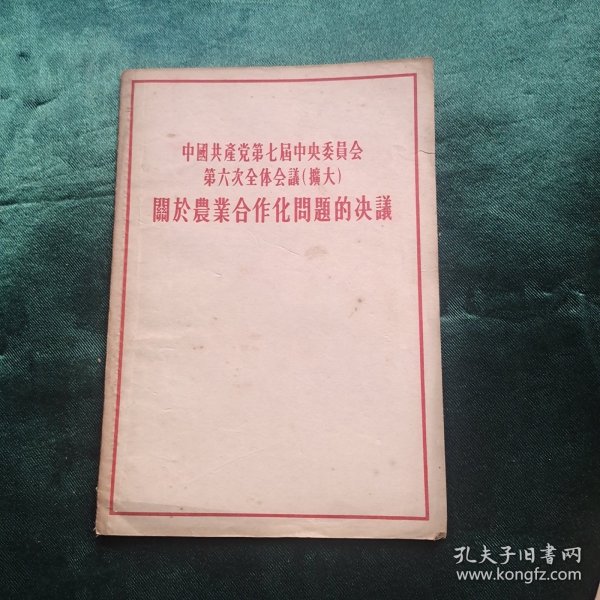 中國共產党第七屆中央委員会
第六次全体会議(擴大)
關於農業合作化問題的决議
孔夫子旧書网
www.kongfz.com